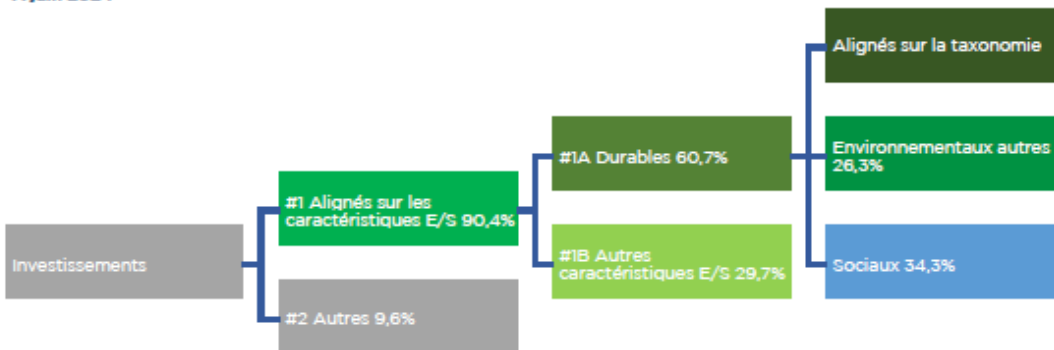 Alignés sur la taxonomie
#1A Durables 60,7%
Environnementaux autres
26,3%
#1 Alignés sur les
caractéristiques E/S 90,4%
Investissements
#1B Autres
caractéristiques E/S 29,7%
Sociaux 34,3%
#2 Autres 9,6%